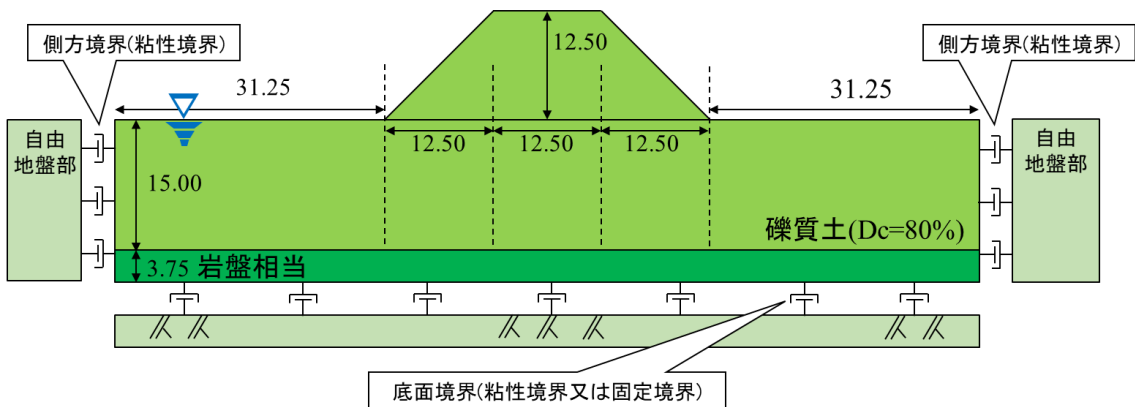 側方境界(粘性境界)
12.50
側方境界(粘性境界)
31.25
31.25
自由
地盤部
12.50
12.50
12.50
自由
地盤部
15.00
礫質土(Dc=80%)
3.75 岩盤相当
底面境界(粘性境界又は固定境界)